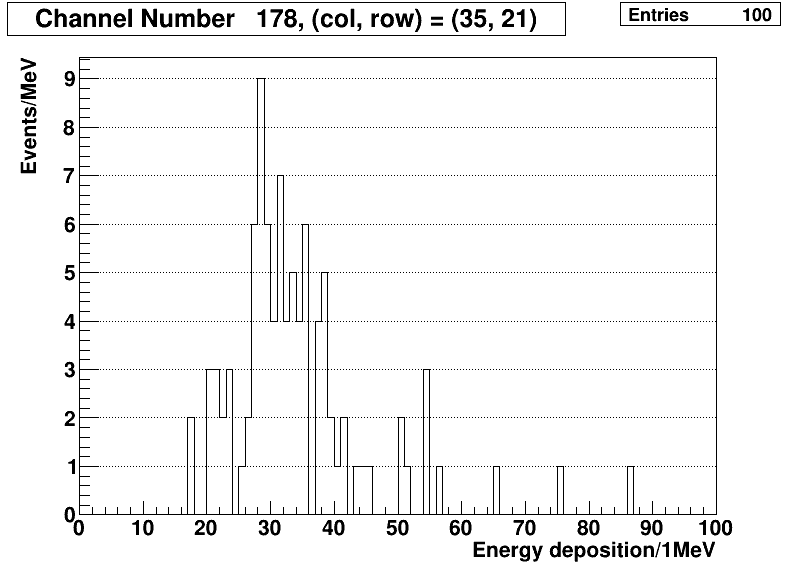 Channel Number 178, (col, row) = (35, 21)
Entries 100
Events/MeV
9
8
7
6
5
4
3
2
1
0
0 10 20 30 40 50 60 70 80 90 100
Energy deposition/1MeV